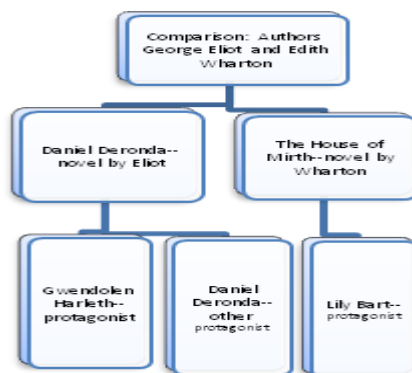 Comparison: Authors
George Eliot and Edith
Wharton
Daniel Deronda--
novel by Eliot
The House of
Mirth--novel by
Wharton
Gwendolen
Harleth--
protagonist
Daniel
Deronda--
other
protagonist
Lily Bart--
protagonist